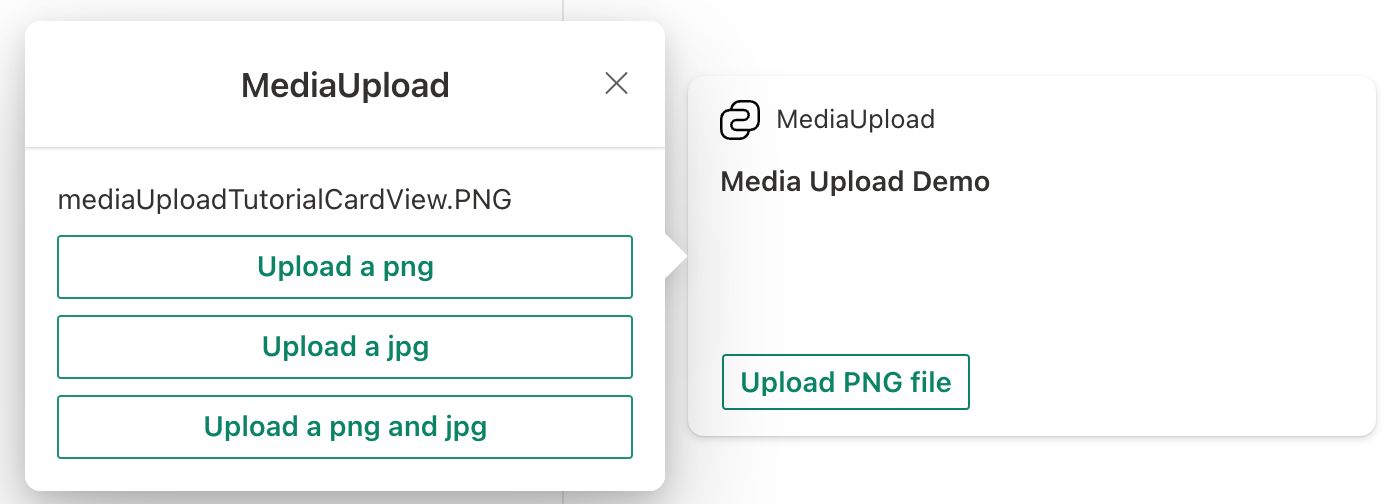 MediaUpload
mediaUploadTutorialCardView.PNG
Upload a png
Upload a jpg
Upload a png and jpg
MediaUpload
Media Upload Demo
Upload PNG file